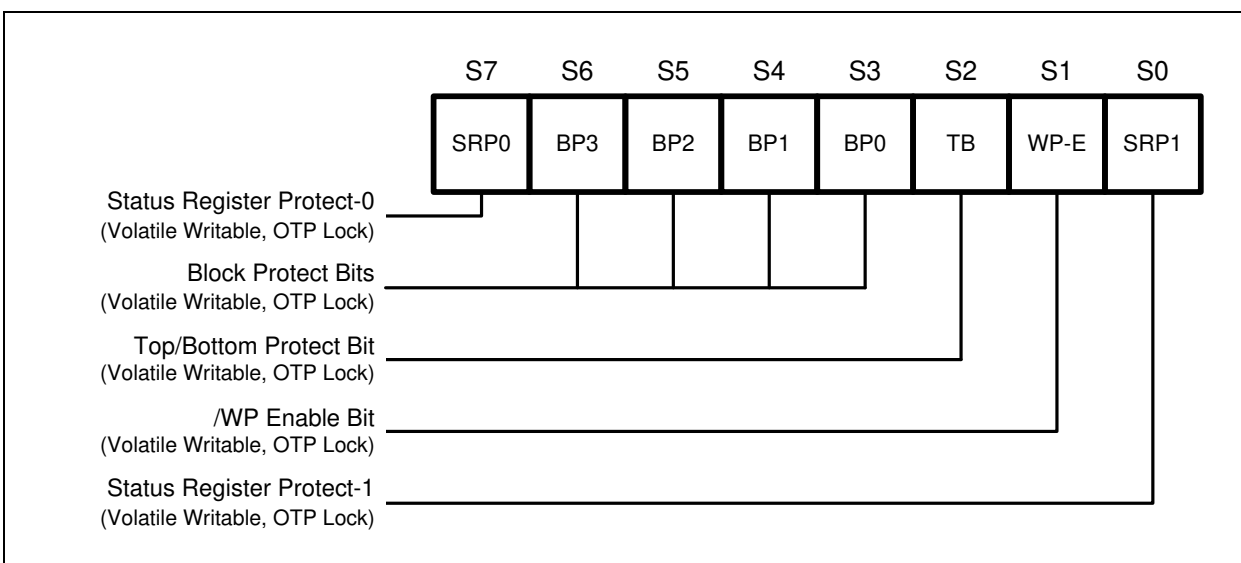 S7 S6 S5 S4 S3 S2 S1 S0
SRP0 BP3 BP2 BP1 BP0 TB WP-E SRP1
Status Register Protect-0
(Volatile Writable, OTP Lock)
Block Protect Bits
(Volatile Writable, OTP Lock)
Top/Bottom Protect Bit
(Volatile Writable, OTP Lock)
/WP Enable Bit
(Volatile Writable, OTP Lock)
Status Register Protect-1
(Volatile Writable, OTP Lock)